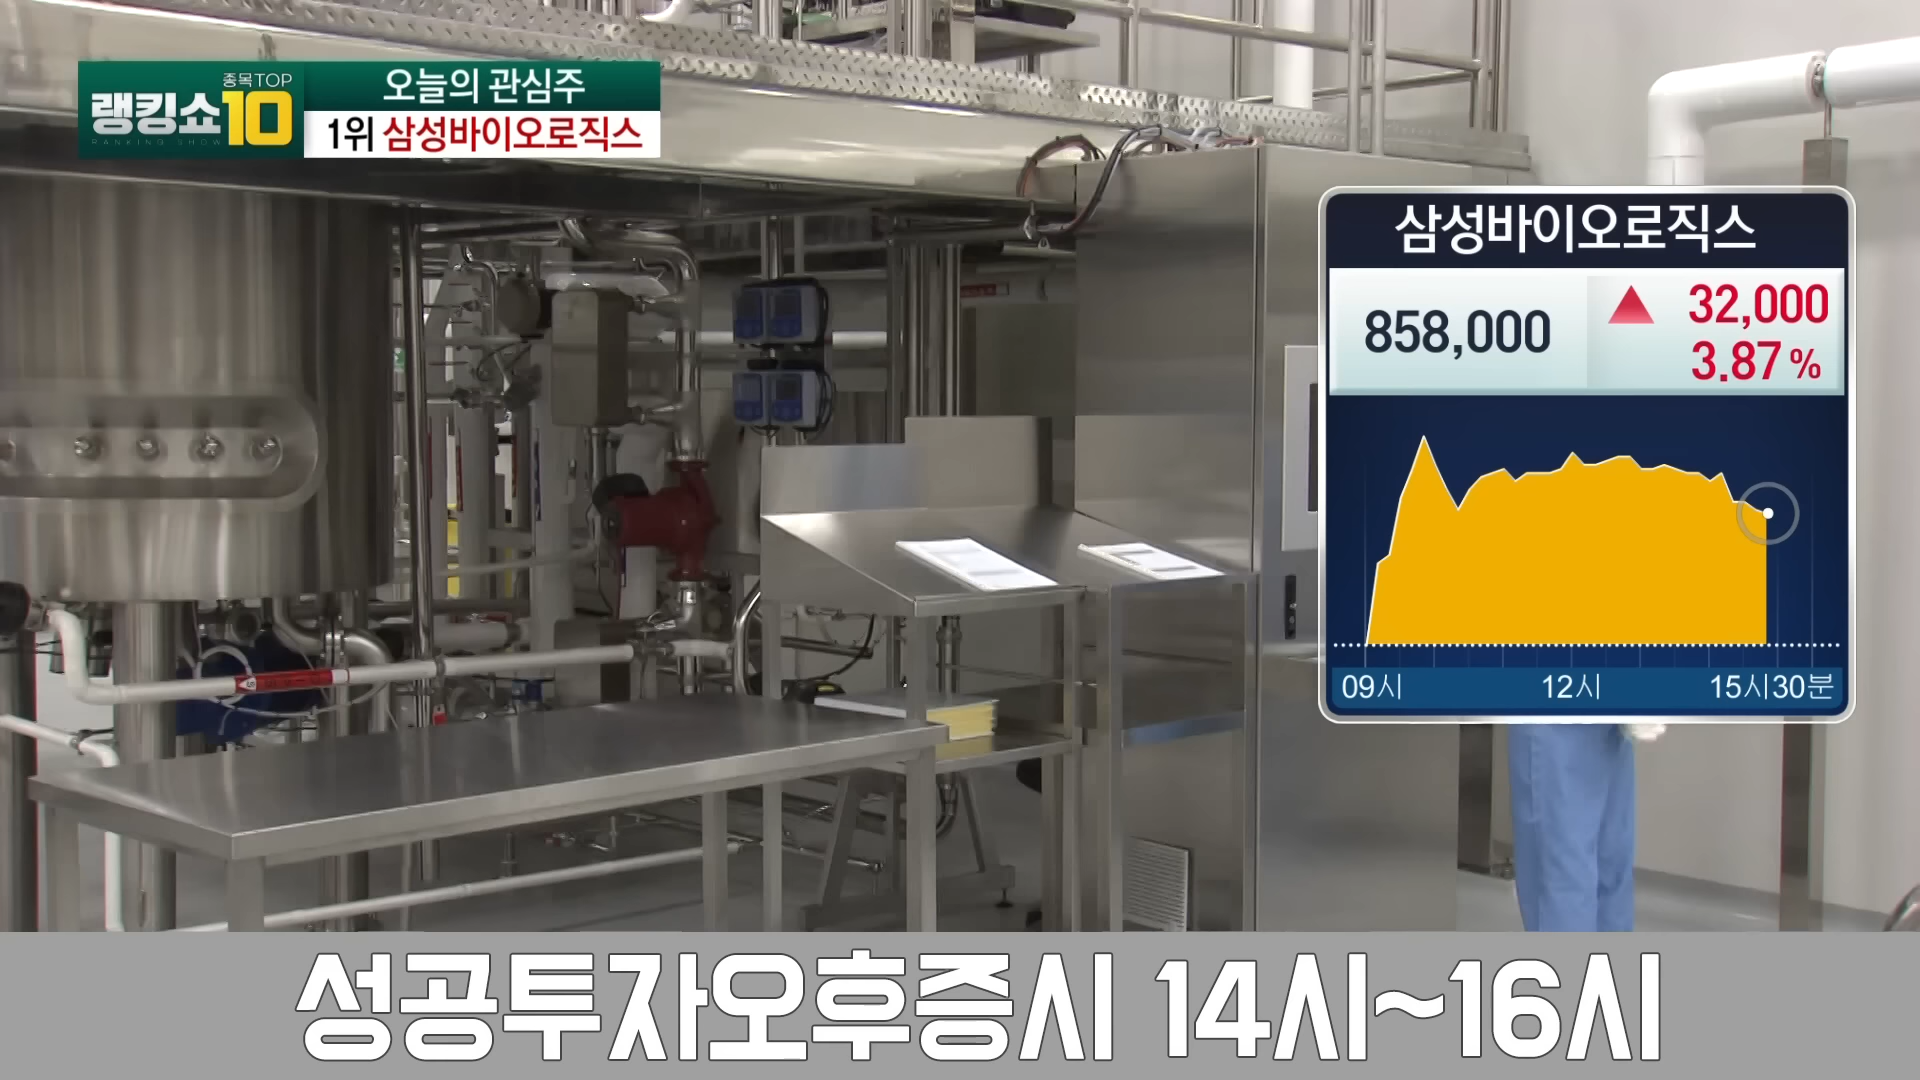 종목TOP
랭킹쇼10
RANKING SHOW
오늘의 관심주
1위 삼성바이오로직스
삼성바이오로직스
858,000
▲ 32,000
3.87%
09시 12시 15시30분
성공투자오후증시 14시~16시